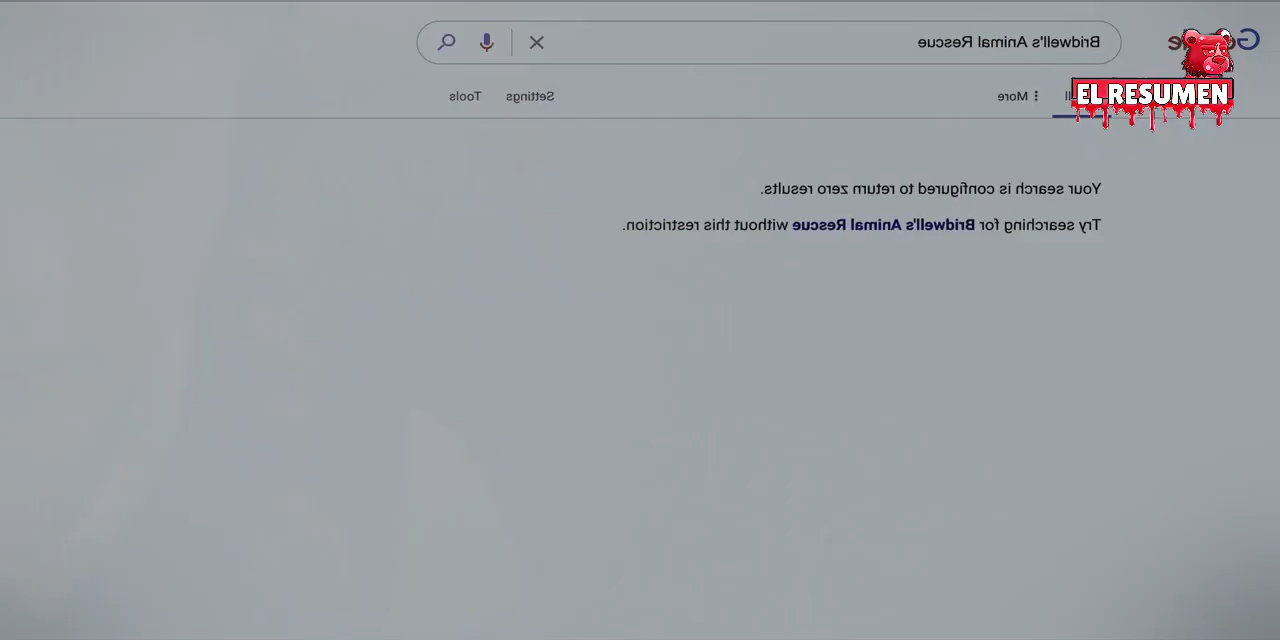 Bridwell's Animal Rescue
EL RESUMEN
More
Settings
Tools
Your search is configured to return zero results.
Try searching for Bridwell's Animal Rescue without this restriction.